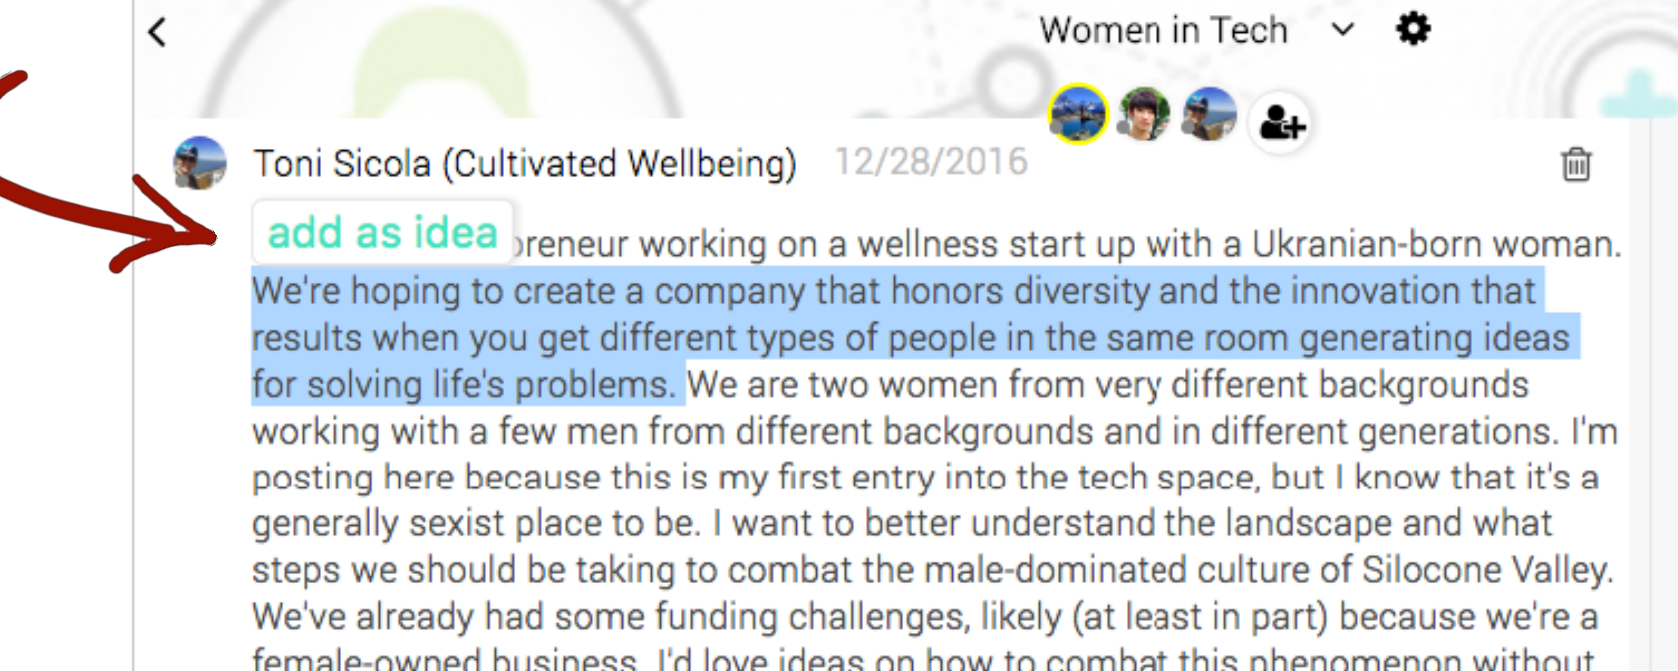 Women in Tech
Toni Sicola (Cultivated Wellbeing) 12/28/2016
add as idea
preneur working on a wellness start up with a Ukranian-born woman.
We're hoping to create a company that honors diversity and the innovation that
results when you get different types of people in the same room generating ideas
for solving life's problems. We are two women from very different backgrounds
working with a few men from different backgrounds and in different generations. I'm
posting here because this is my first entry into the tech space, but I know that it's a
generally sexist place to be. I want to better understand the landscape and what
steps we should be taking to combat the male-dominated culture of Silocone Valley.
We've already had some funding challenges, likely (at least in part) because we're a
female-owned business. I'd love ideas on how to combat this phenomenon without